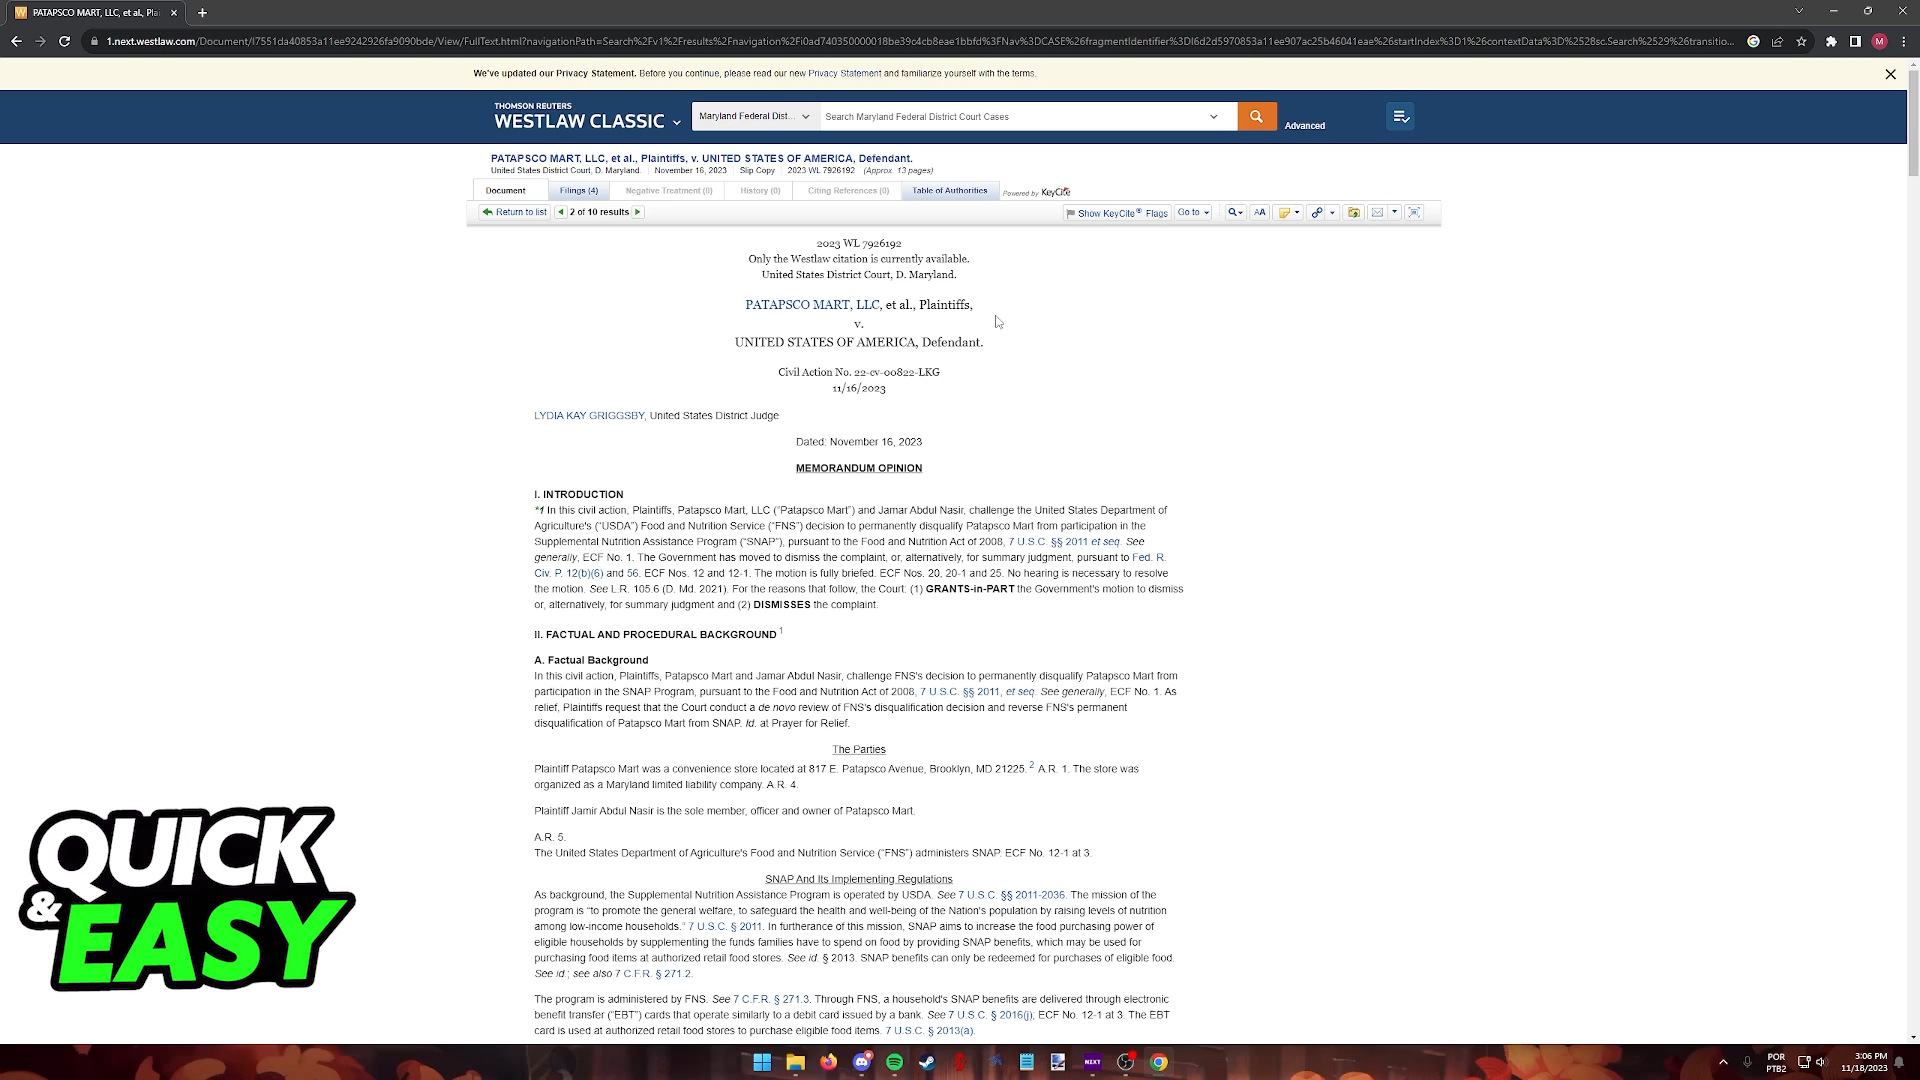 PATAPSCO MART, LLC, et al., Plai
1.next.westlaw.com/Document/I7551da40853a11ee9242926fa9090bde/View/FullText.html?navigationPath=Search%2Fv1%2Fresults%2Fnavigation%2Fi0ad740350000018be39c4cb8eae1bbfd%3FNav%3DCASE%26fragmentIdentifier%3DI6d2d5970853a11ee907ac25b46041eae%26startIndex%3D1%26contextData%3D%2528sc.Search%2529%26transitio...
M
We've updated our Privacy Statement. Before you continue, please read our new Privacy Statement and familiarize yourself with the terms.
THOMSON REUTERS
WESTLAW CLASSIC
Maryland Federal Dist... Search Maryland Federal District Court Cases
Advanced
PATAPSCO MART, LLC, et al., Plaintiffs, v. UNITED STATES OF AMERICA, Defendant.
United States District Court, D. Maryland. November 16, 2023 Slip Copy 2023 WL 7926192 (Approx. 13 pages)
Document Filings (4) Negative Treatment (0) History (0) Citing References (0) Table of Authorities Powered by KeyCite
Return to list 2 of 10 results Show KeyCite® Flags Go to AA
2023 WL 7926192
Only the Westlaw citation is currently available.
United States District Court, D. Maryland.
PATAPSCO MART, LLC, et al., Plaintiffs,
v.
UNITED STATES OF AMERICA, Defendant.
Civil Action No. 22-cv-00822-LKG
11/16/2023
LYDIA KAY GRIGGSBY, United States District Judge
Dated: November 16, 2023
MEMORANDUM OPINION
I. INTRODUCTION
*1 In this civil action, Plaintiffs, Patapsco Mart, LLC (“Patapsco Mart”) and Jamar Abdul Nasir, challenge the United States Department of
Agriculture's (“USDA”) Food and Nutrition Service (“FNS”) decision to permanently disqualify Patapsco Mart from participation in the
Supplemental Nutrition Assistance Program (“SNAP”), pursuant to the Food and Nutrition Act of 2008, 7 U.S.C. §§ 2011 et seq. See
generally, ECF No. 1. The Government has moved to dismiss the complaint, or, alternatively, for summary judgment, pursuant to Fed. R.
Civ. P. 12(b)(6) and 56. ECF Nos. 12 and 12-1. The motion is fully briefed. ECF Nos. 20, 20-1 and 25. No hearing is necessary to resolve
the motion. See L.R. 105.6 (D. Md. 2021). For the reasons that follow, the Court: (1) GRANTS-in-PART the Government's motion to dismiss
or, alternatively, for summary judgment and (2) DISMISSES the complaint.
II. FACTUAL AND PROCEDURAL BACKGROUND 1
A. Factual Background
In this civil action, Plaintiffs, Patapsco Mart and Jamar Abdul Nasir, challenge FNS's decision to permanently disqualify Patapsco Mart from
participation in the SNAP Program, pursuant to the Food and Nutrition Act of 2008, 7 U.S.C. §§ 2011, et seq. See generally, ECF No. 1. As
relief, Plaintiffs request that the Court conduct a de novo review of FNS's disqualification decision and reverse FNS's permanent
disqualification of Patapsco Mart from SNAP. Id. at Prayer for Relief.
The Parties
Plaintiff Patapsco Mart was a convenience store located at 817 E. Patapsco Avenue, Brooklyn, MD 21225. 2 A.R. 1. The store was
organized as a Maryland limited liability company. A.R. 4.
Plaintiff Jamir Abdul Nasir is the sole member, officer and owner of Patapsco Mart.
A.R. 5.
The United States Department of Agriculture's Food and Nutrition Service (“FNS”) administers SNAP. ECF No. 12-1 at 3.
SNAP And Its Implementing Regulations
As background, the Supplemental Nutrition Assistance Program is operated by USDA. See 7 U.S.C. §§ 2011-2036. The mission of the
program is “to promote the general welfare, to safeguard the health and well-being of the Nation's population by raising levels of nutrition
among low-income households.” 7 U.S.C. § 2011. In furtherance of this mission, SNAP aims to increase the food purchasing power of
eligible households by supplementing the funds families have to spend on food by providing SNAP benefits, which may be used for
purchasing food items at authorized retail food stores. See id. § 2013. SNAP benefits can only be redeemed for purchases of eligible food.
See id.; see also 7 C.F.R. § 271.2.
The program is administered by FNS. See 7 C.F.R. § 271.3. Through FNS, a household's SNAP benefits are delivered through electronic
benefit transfer (“EBT”) cards that operate similarly to a debit card issued by a bank. See 7 U.S.C. § 2016(j); ECF No. 12-1 at 3. The EBT
card is used at authorized retail food stores to purchase eligible food items. 7 U.S.C. § 2013(a).
QUICK
& EASY
NEXT
POR
PTB2
3:06 PM
11/18/2023